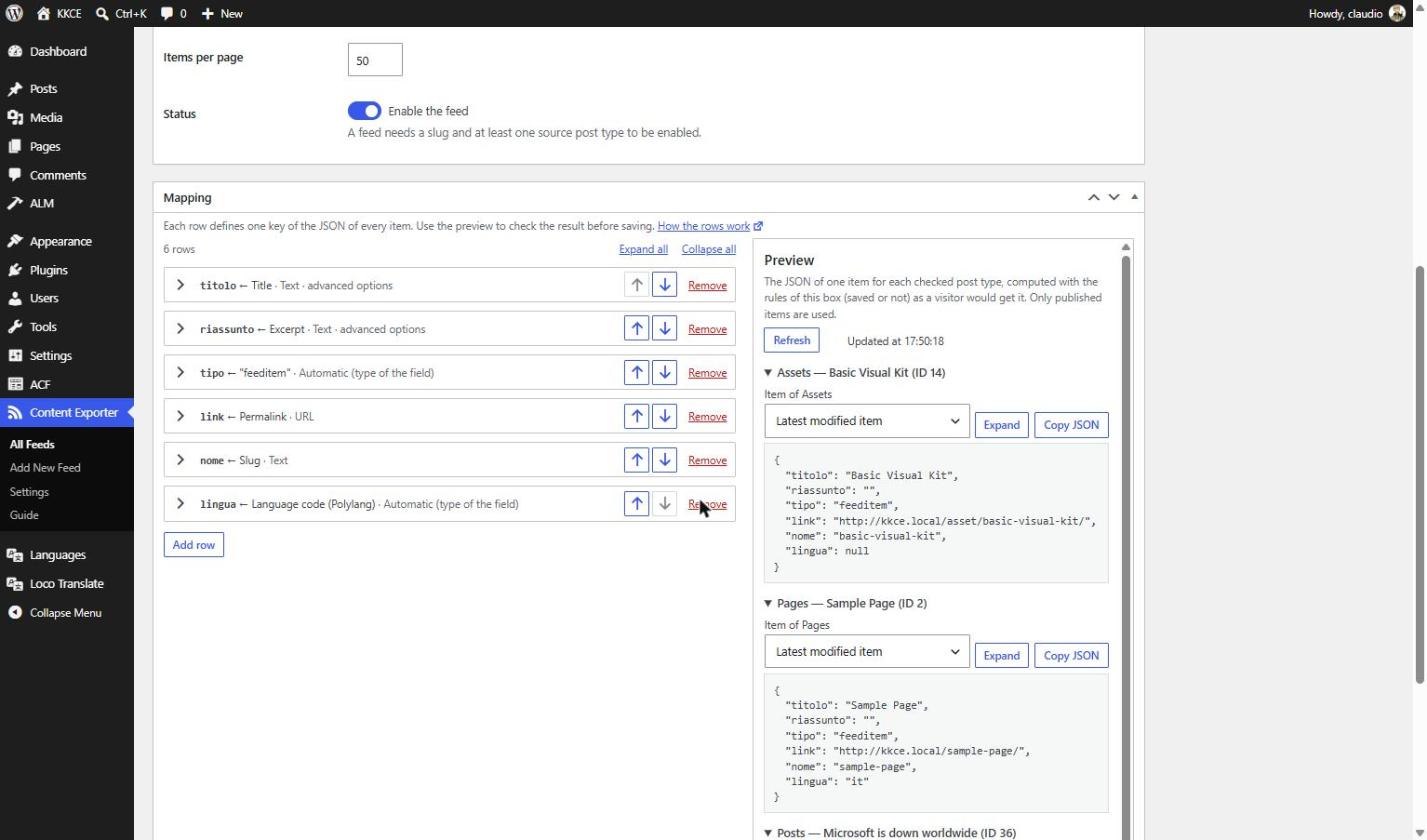 KKCE
Ctrl+K
0
New
Howdy, claudio
Dashboard
Posts
Media
Pages
Comments
ALM
Appearance
Plugins
Users
Tools
Settings
ACF
Content Exporter
All Feeds
Add New Feed
Settings
Guide
Languages
Loco Translate
Collapse Menu
Items per page
50
Status
Enable the feed
A feed needs a slug and at least one source post type to be enabled.
Mapping
Each row defines one key of the JSON of every item. Use the preview to check the result before saving. How the rows work
6 rows
Expand all
Collapse all
titolo ← Title · Text · advanced options
Remove
riassunto ← Excerpt · Text · advanced options
Remove
tipo ← "feeditem" · Automatic (type of the field)
Remove
link ← Permalink · URL
Remove
nome ← Slug · Text
Remove
lingua ← Language code (Polylang) · Automatic (type of the field)
Remove
Add row
Preview
The JSON of one item for each checked post type, computed with the
rules of this box (saved or not) as a visitor would get it. Only published
items are used.
Refresh
Updated at 17:50:18
Assets — Basic Visual Kit (ID 14)
Item of Assets
Latest modified item
Expand
Copy JSON
{
"titolo": "Basic Visual Kit",
"riassunto": "",
"tipo": "feeditem",
"link": "http://kkce.local/asset/basic-visual-kit/",
"nome": "basic-visual-kit",
"lingua": null
}
Pages — Sample Page (ID 2)
Item of Pages
Latest modified item
Expand
Copy JSON
{
"titolo": "Sample Page",
"riassunto": "",
"tipo": "feeditem",
"link": "http://kkce.local/sample-page/",
"nome": "sample-page",
"lingua": "it"
}
Posts — Microsoft is down worldwide (ID 36)